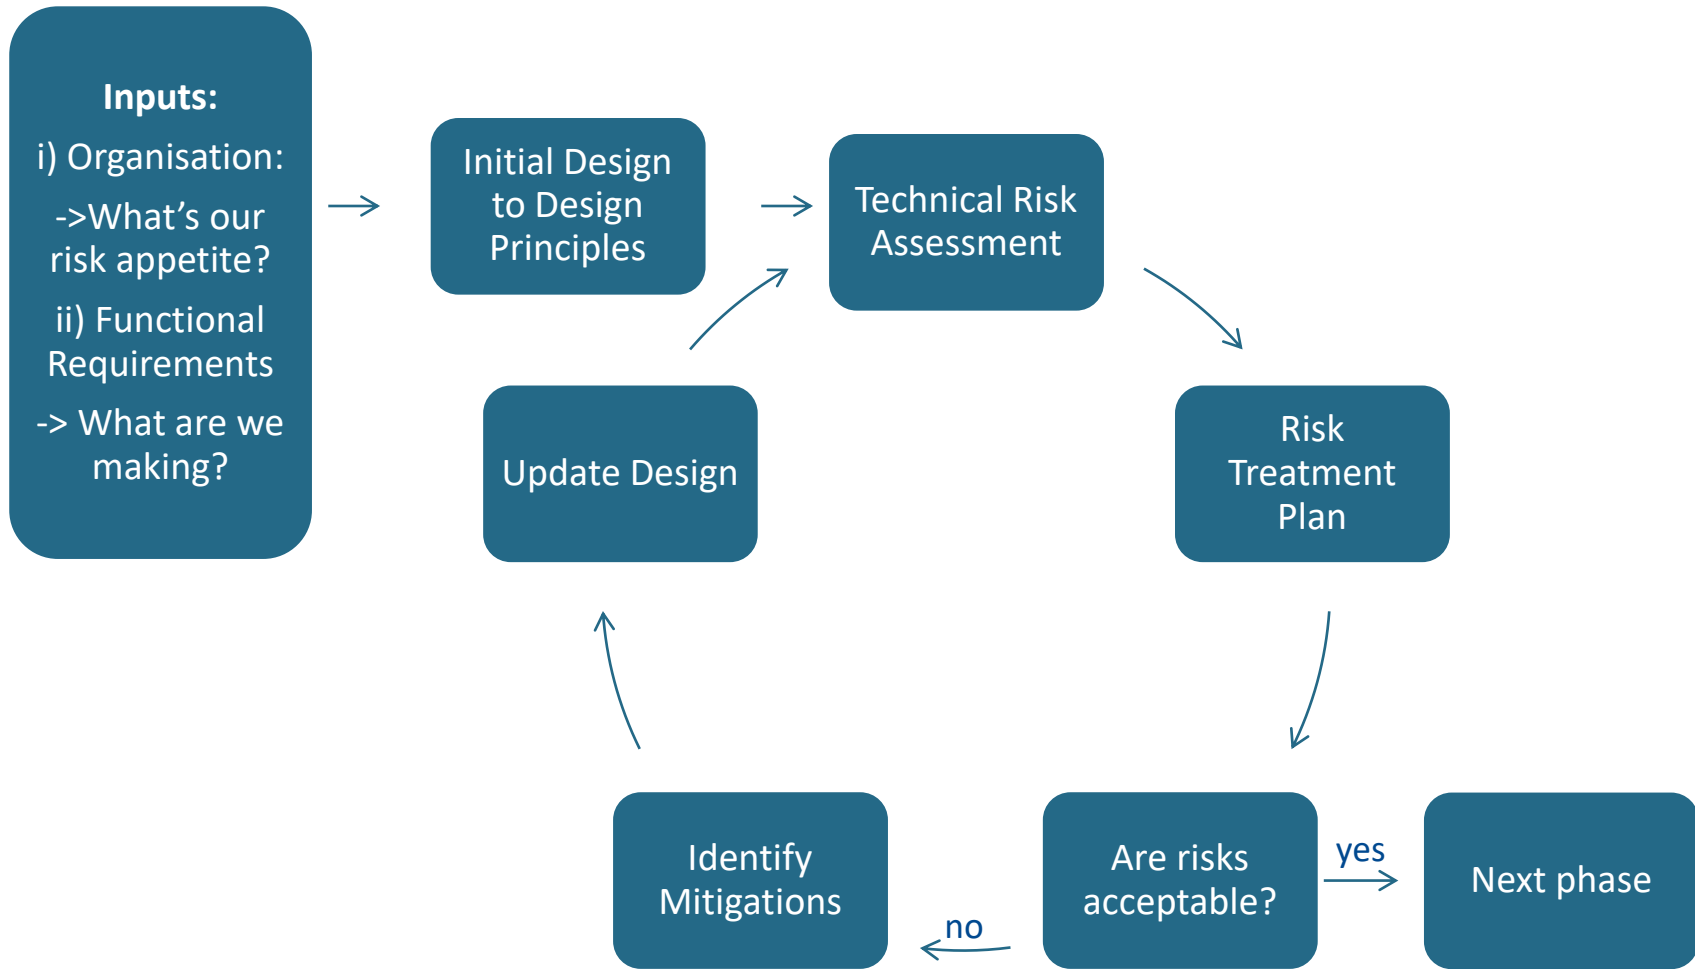 Inputs:
i) Organisation:
->What’s our
risk appetite?
ii) Functional
Requirements
-> What are we
making?
Initial Design
to Design
Principles
Technical Risk
Assessment
Update Design
Risk
Treatment
Plan
Identify
Mitigations
no
Are risks
acceptable?
yes
Next phase